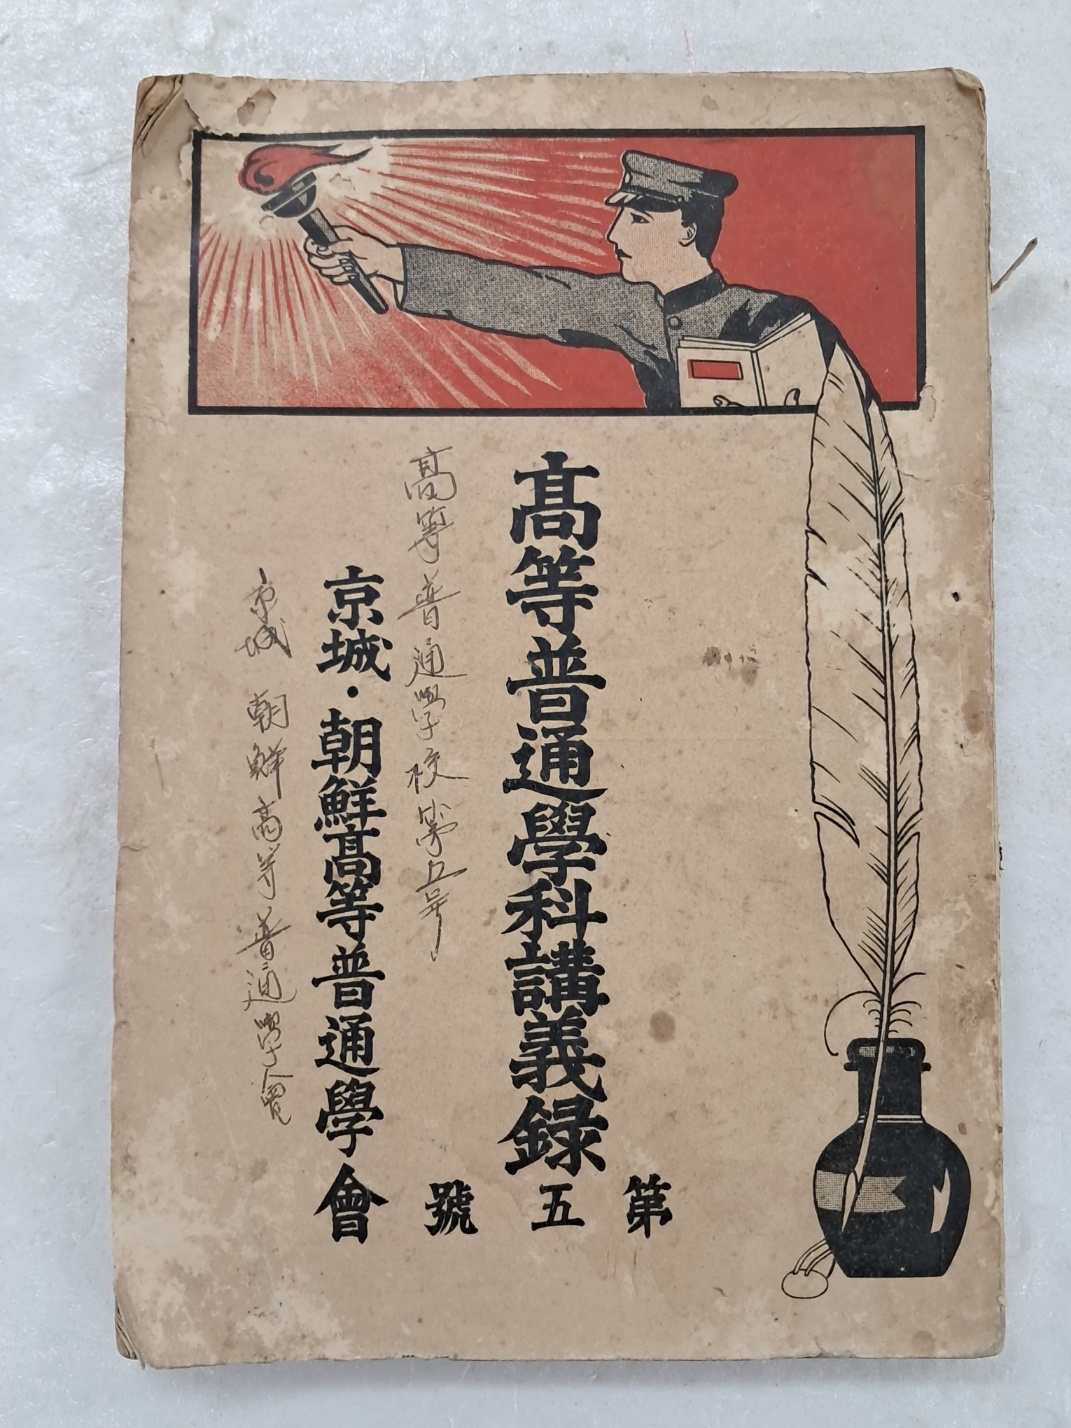 高等普通學科講義録
第五號
高等普通學校第五号
京城・朝鮮高等普通學會
京城 朝鮮高等普通學會